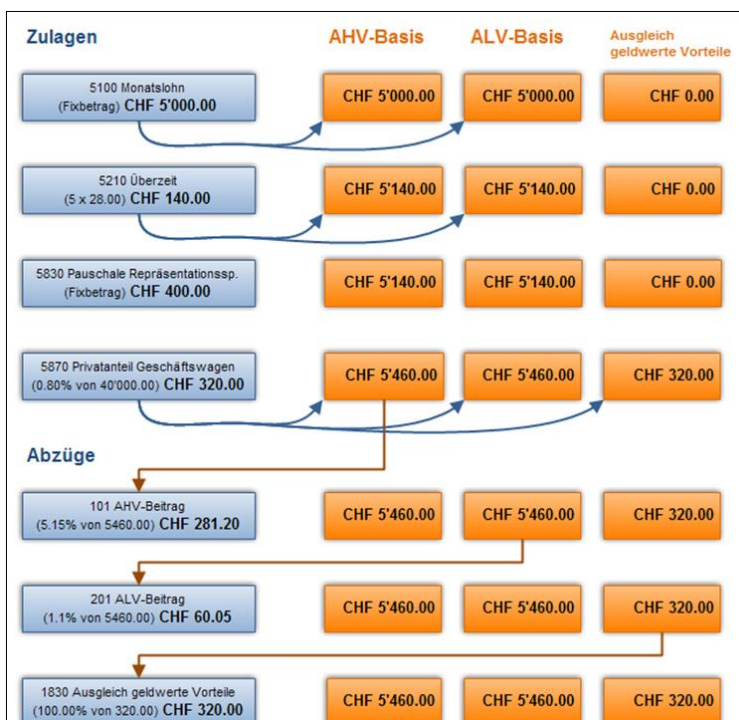 Zulagen AHV-Basis ALV-Basis Ausgleich
geldwerte Vorteile
5100 Monatslohn
(Fixbetrag) CHF 5'000.00 CHF 5'000.00 CHF 5'000.00 CHF 0.00
5210 Überzeit
(5 x 28.00) CHF 140.00 CHF 5'140.00 CHF 5'140.00 CHF 0.00
5830 Pauschale Repräsentationssp.
(Fixbetrag) CHF 400.00 CHF 5'140.00 CHF 5'140.00 CHF 0.00
5870 Privatanteil Geschäftswagen
(0.80% von 40'000.00) CHF 320.00 CHF 5'460.00 CHF 5'460.00 CHF 320.00
Abzüge
101 AHV-Beitrag
(5.15% von 5460.00) CHF 281.20 CHF 5'460.00 CHF 5'460.00 CHF 320.00
201 ALV-Beitrag
(1.1% von 5460.00) CHF 60.05 CHF 5'460.00 CHF 5'460.00 CHF 320.00
1830 Ausgleich geldwerte Vorteile
(100.00% von 320.00) CHF 320.00 CHF 5'460.00 CHF 5'460.00 CHF 320.00